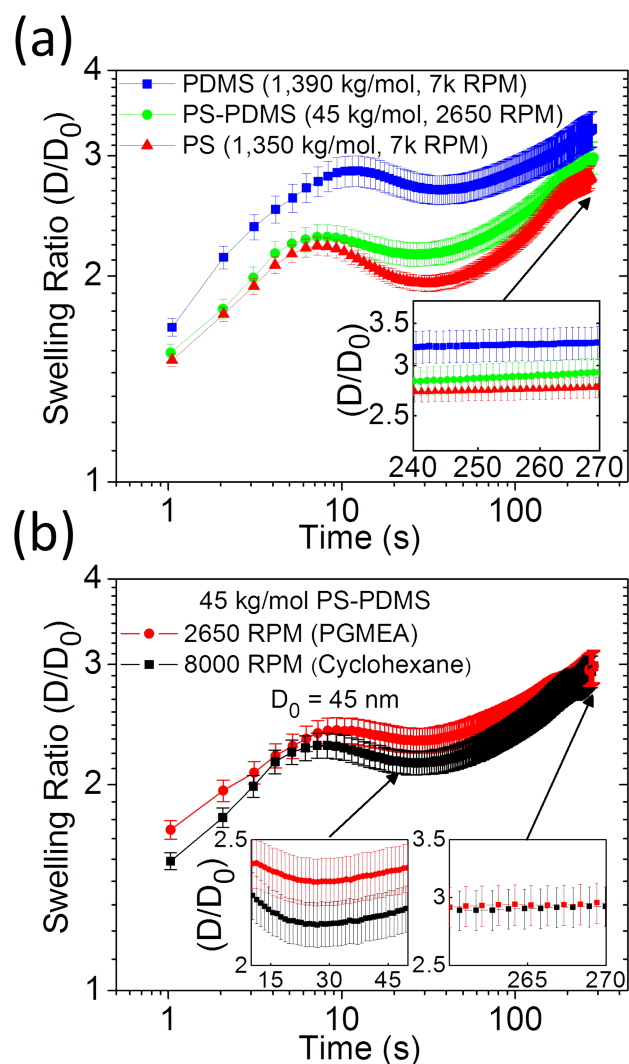 (a)
4
PDMS (1,390 kg/mol, 7k RPM)
PS-PDMS (45 kg/mol, 2650 RPM)
PS (1,350 kg/mol, 7k RPM)
3
2
1
Swelling Ratio (D/D0)
(D/D0)
3.5
3
2.5
240 250 260 270
1 10 100
Time (s)
(b)
4
45 kg/mol PS-PDMS
2650 RPM (PGMEA)
8000 RPM (Cyclohexane)
D0 = 45 nm
3
2
1
Swelling Ratio (D/D0)
(D/D0)
2.5
2
15 30 45
3.5
3
2.5
265 270
1 10 100
Time (s)